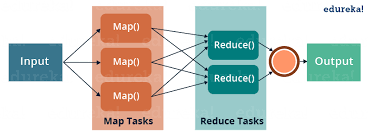 edureka!
Input
Map()
Map()
Map()
Map Tasks
Reduce()
Reduce()
Reduce Tasks
Output